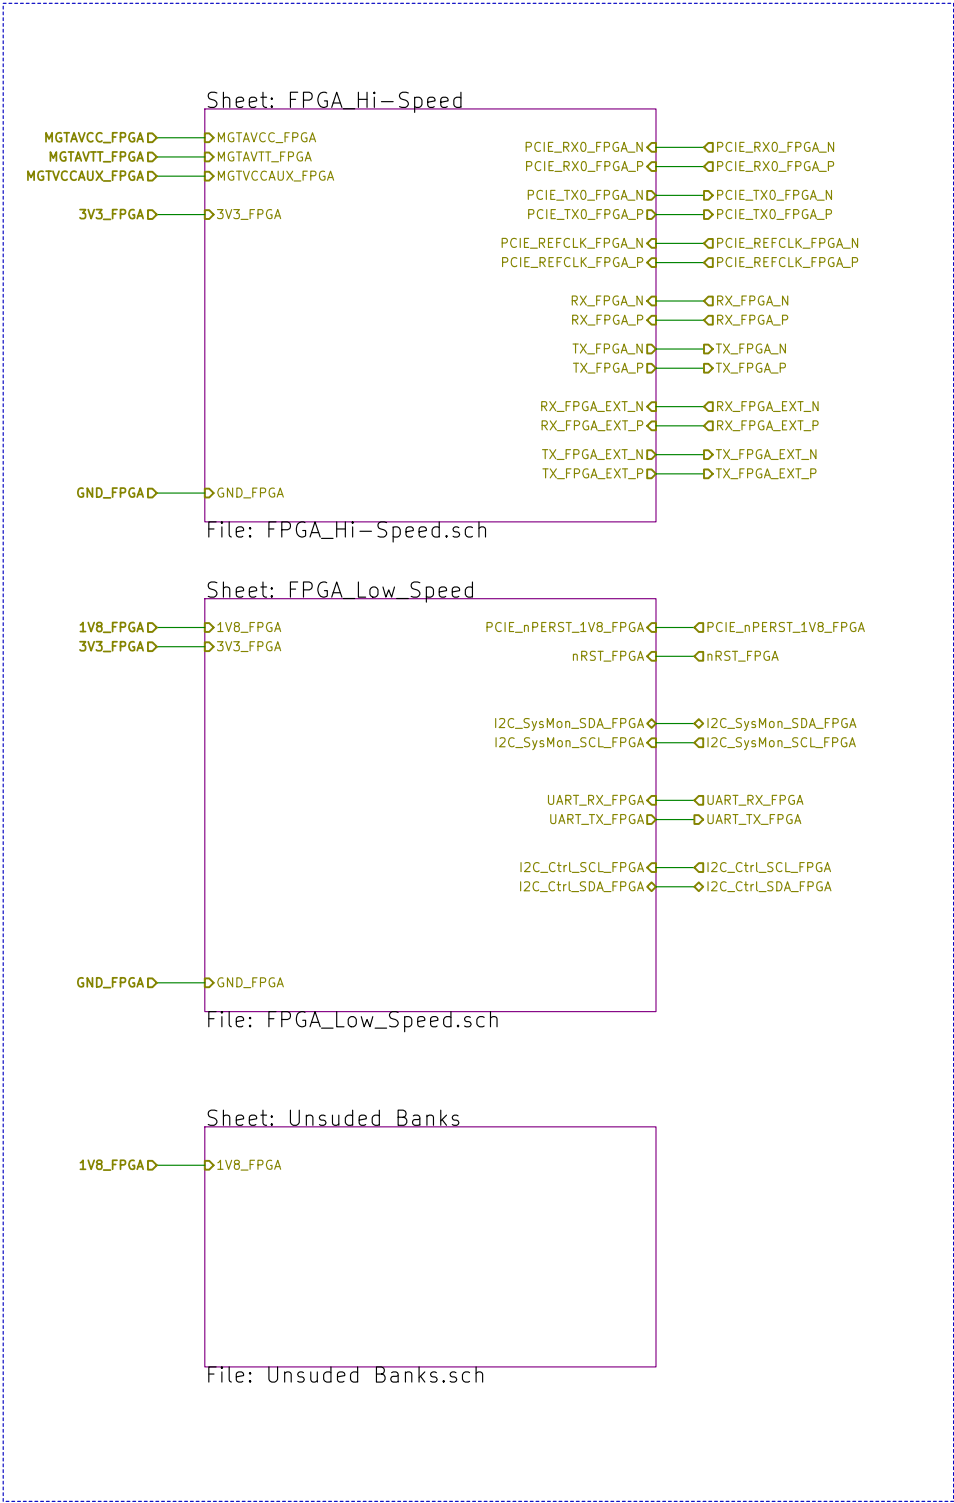 Sheet: FPGA_Hi-Speed
MGTAVCC_FPGA MGTAVCC_FPGA
PCIE_RX0_FPGA_N PCIE_RX0_FPGA_N
MGTAVTT_FPGA MGTAVTT_FPGA
PCIE_RX0_FPGA_P PCIE_RX0_FPGA_P
MGTVCCAUX_FPGA MGTVCCAUX_FPGA
PCIE_TX0_FPGA_N PCIE_TX0_FPGA_N
3V3_FPGA 3V3_FPGA PCIE_TX0_FPGA_P PCIE_TX0_FPGA_P
PCIE_REFCLK_FPGA_N PCIE_REFCLK_FPGA_N
PCIE_REFCLK_FPGA_P PCIE_REFCLK_FPGA_P
RX_FPGA_N RX_FPGA_N
RX_FPGA_P RX_FPGA_P
TX_FPGA_N TX_FPGA_N
TX_FPGA_P TX_FPGA_P
RX_FPGA_EXT_N RX_FPGA_EXT_N
RX_FPGA_EXT_P RX_FPGA_EXT_P
TX_FPGA_EXT_N TX_FPGA_EXT_N
TX_FPGA_EXT_P TX_FPGA_EXT_P
GND_FPGA GND_FPGA
File: FPGA_Hi-Speed.sch
Sheet: FPGA_Low_Speed
1V8_FPGA 1V8_FPGA PCIE_nPERST_1V8_FPGA PCIE_nPERST_1V8_FPGA
3V3_FPGA 3V3_FPGA
nRST_FPGA nRST_FPGA
I2C_SysMon_SDA_FPGA I2C_SysMon_SDA_FPGA
I2C_SysMon_SCL_FPGA I2C_SysMon_SCL_FPGA
UART_RX_FPGA UART_RX_FPGA
UART_TX_FPGA UART_TX_FPGA
I2C_Ctrl_SCL_FPGA I2C_Ctrl_SCL_FPGA
I2C_Ctrl_SDA_FPGA I2C_Ctrl_SDA_FPGA
GND_FPGA GND_FPGA
File: FPGA_Low_Speed.sch
Sheet: Unsuded Banks
1V8_FPGA 1V8_FPGA
File: Unsuded Banks.sch